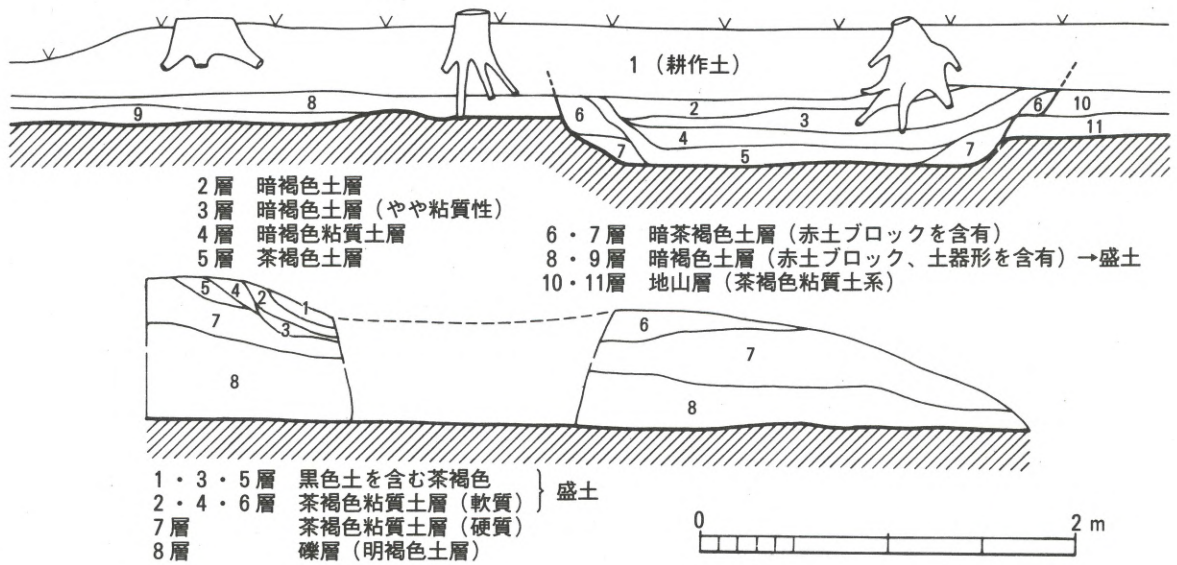 1（耕作土）
8 2 3 6 10
9 6 4 11
7 5 7
2層 暗褐色土層
3層 暗褐色土層（やや粘質性）
4層 暗褐色粘質土層
5層 茶褐色土層
6・7層 暗茶褐色土層（赤土ブロックを含有）
8・9層 暗褐色土層（赤土ブロック、土器形を含有）→盛土
10・11層 地山層（茶褐色粘質土系）
5 4 2 1
7 3
8
6
7
8
1・3・5層 黒色土を含む茶褐色
2・4・6層 茶褐色粘質土層（軟質）
盛土
7層 茶褐色粘質土層（硬質）
8層 礫層（明褐色土層）
0 2 m